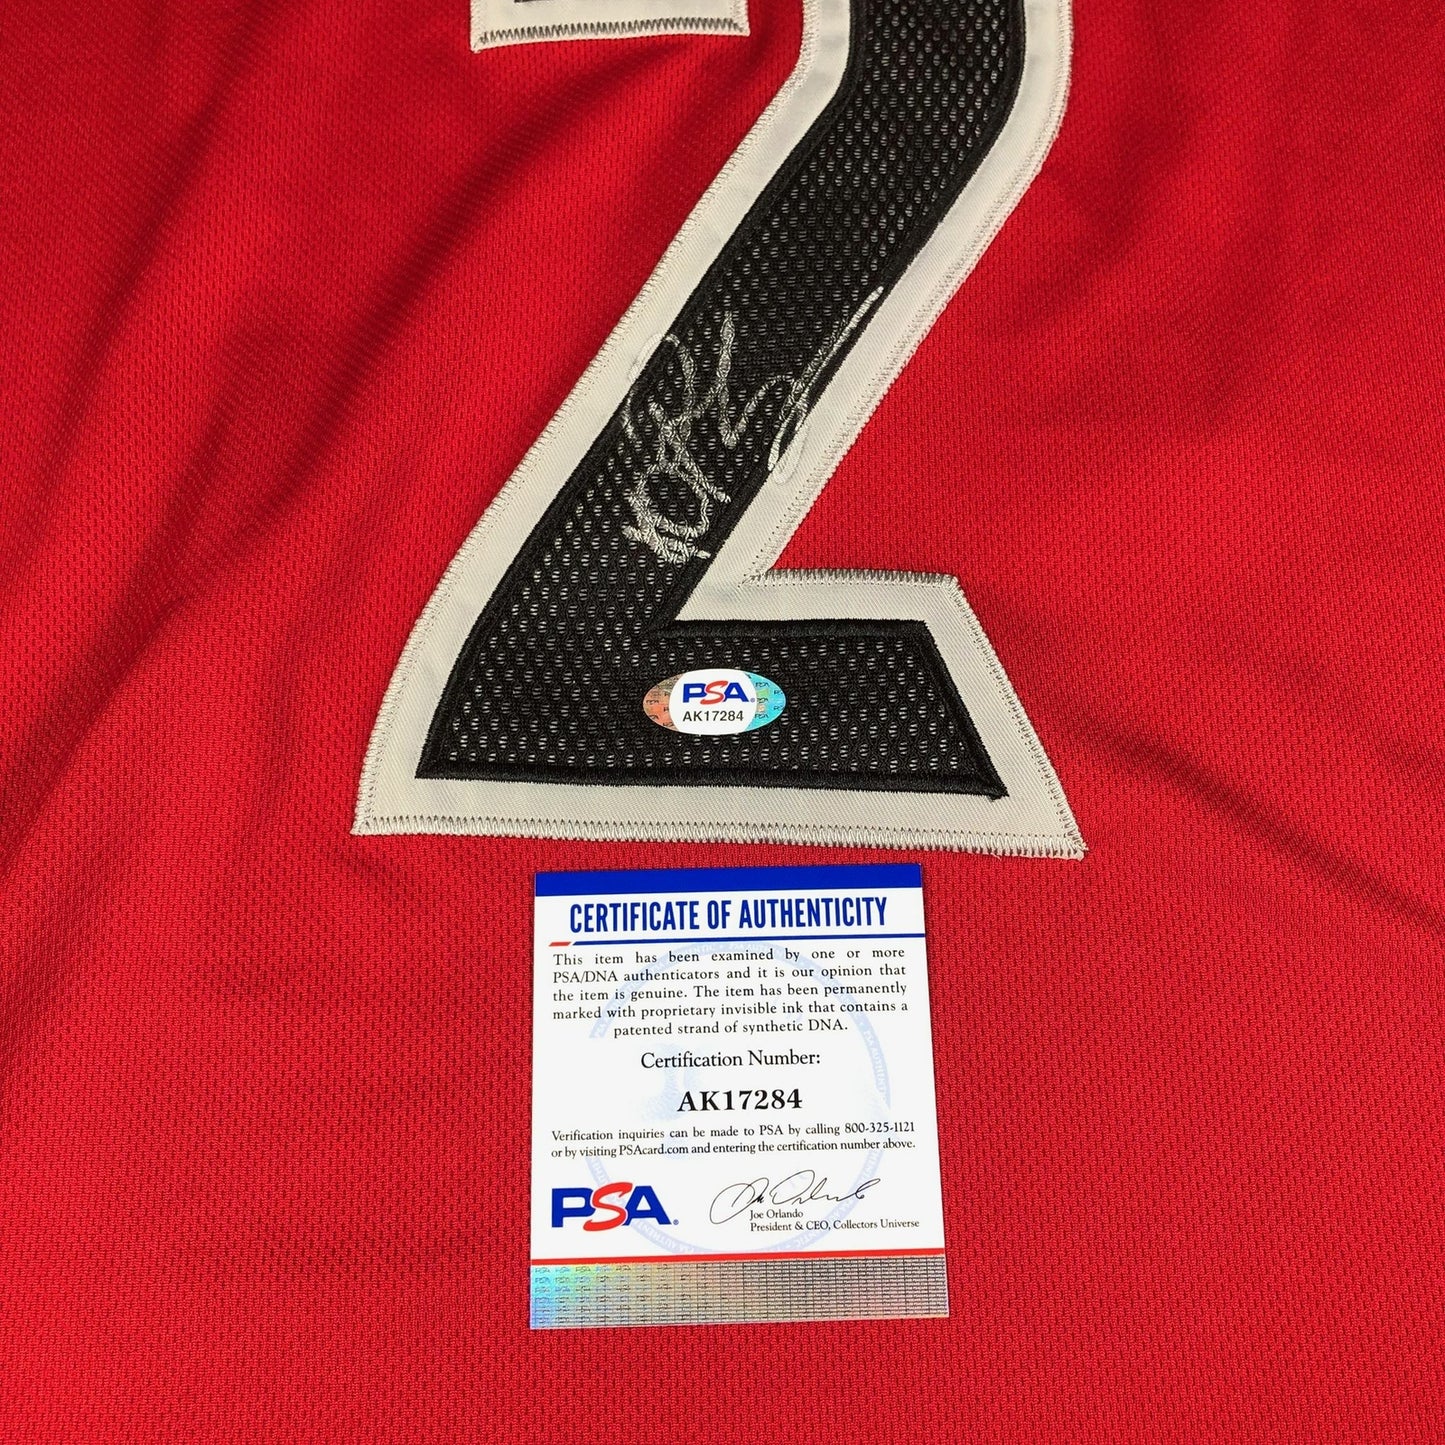 2
PSA
AK17284
CERTIFICATE OF AUTHENTICITY
This item has been examined by one or more
PSA/DNA authenticators and it is our opinion that
the item is genuine. The item has been permanently
marked with proprietary invisible ink that contains a
patented strand of synthetic DNA.
Certification Number:
AK17284
Verification inquiries can be made to PSA by calling 800-325-1121
or by visiting PSAcard.com and entering the certification number above.
PSA
Joe Orlando
President & CEO, Collectors Universe